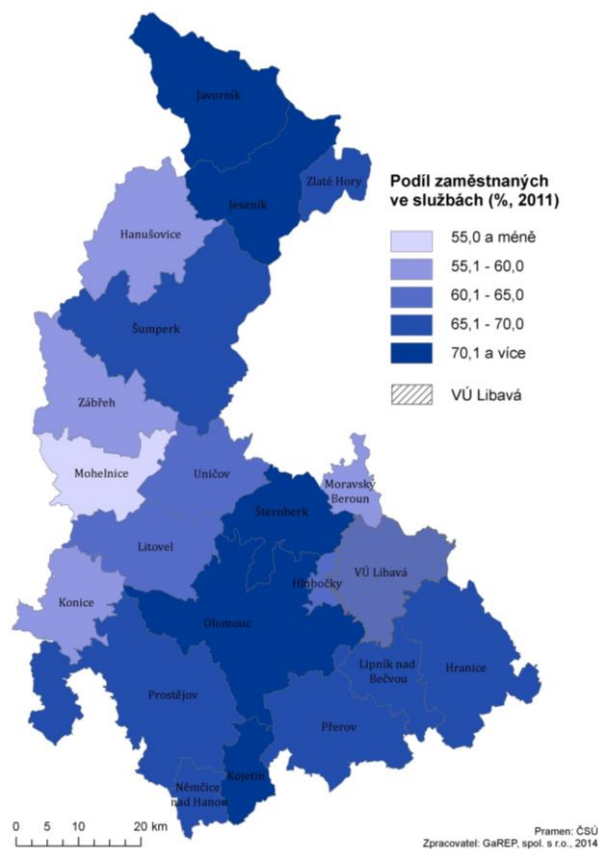 Javorník
Zlaté Hory
Jeseník
Hanušovice
Šumperk
Zábřeh
Mohelnice
Uničov
Moravský
Beroun
Šternberk
Litovel
VÚ Libavá
Hlubočky
Konice
Olomouc
Lipník nad
Bečvou
Hranice
Prostějov
Přerov
Kojetín
Němčice
nad Hanou
Podíl zaměstnaných
ve službách (%, 2011)
55,0 a méně
55,1 - 60,0
60,1 - 65,0
65,1 - 70,0
70,1 a více
VÚ Libavá
0 5 10 20 km
Pramen: ČSÚ
Zpracovatel: GaREP, spol. s r.o., 2014